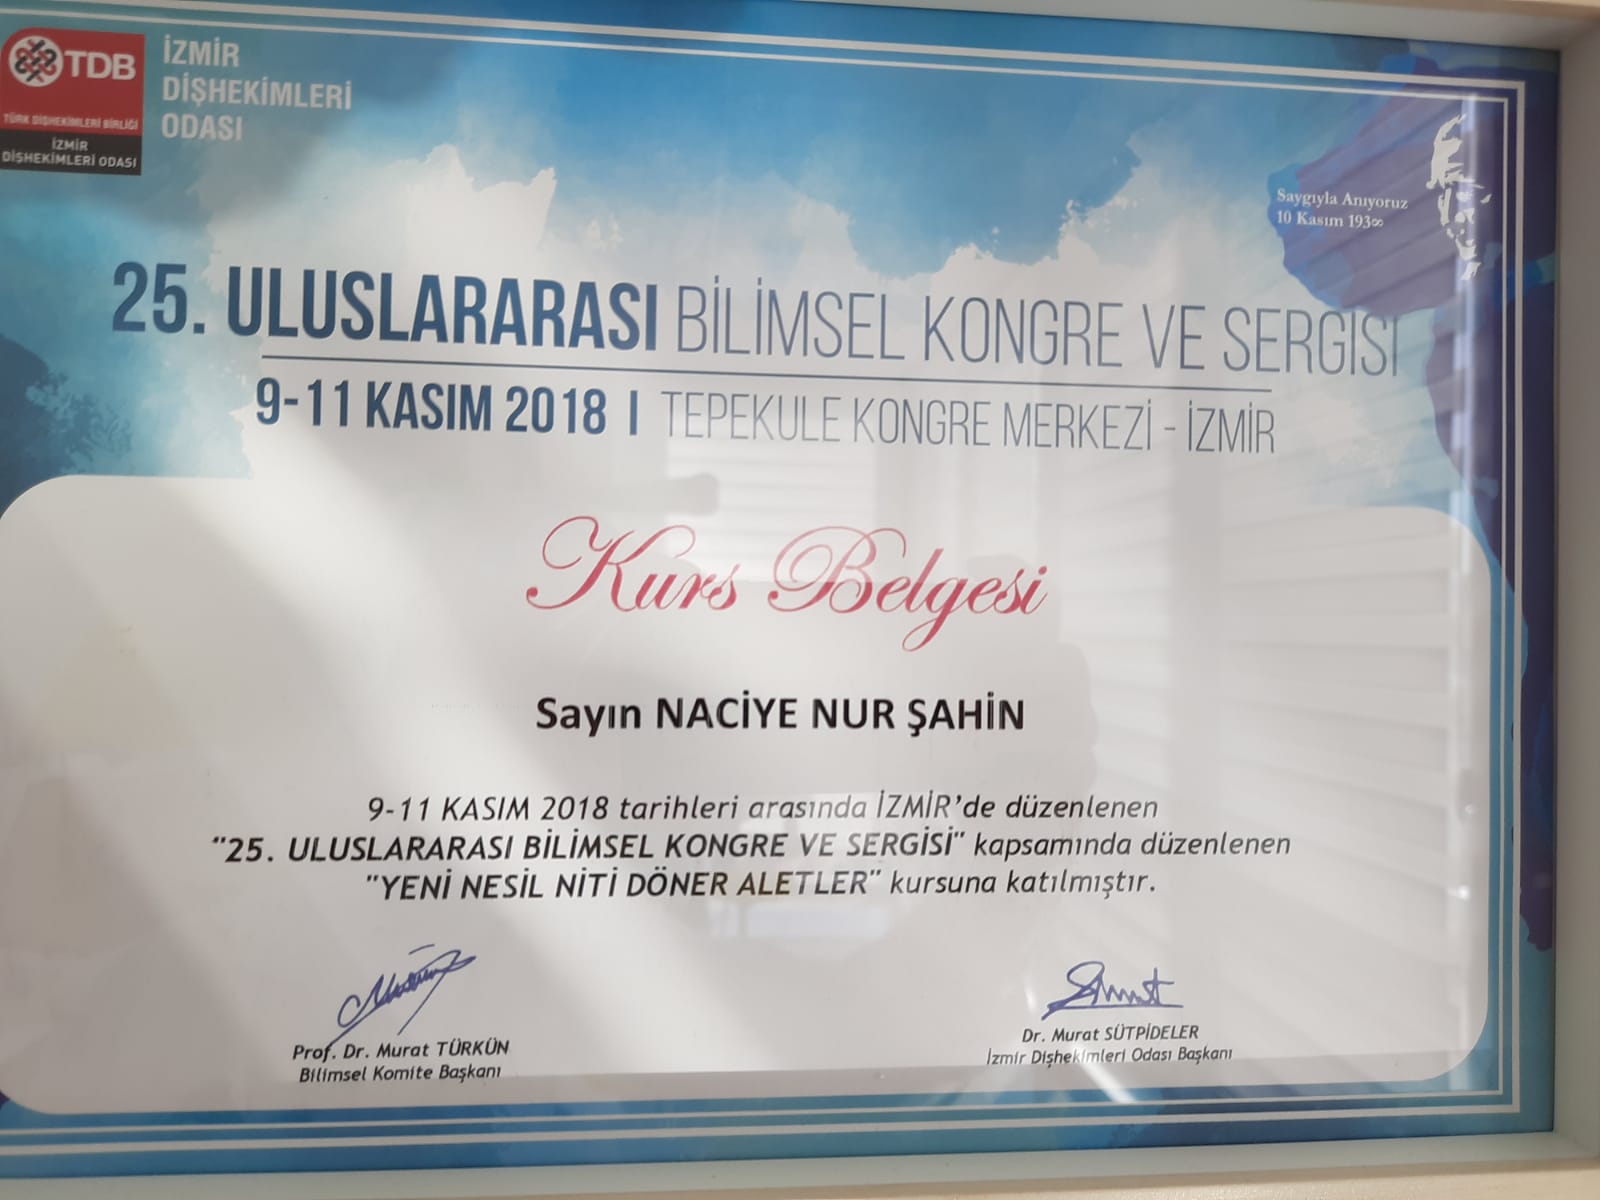 TDB
TÜRK DİŞHEKİMLERİ BİRLİĞİ
İZMİR
DİŞHEKİMLERİ ODASI
İZMİR
DİŞHEKİMLERİ
ODASI
Saygıyla Anıyoruz
10 Kasım 193∞
25. ULUSLARARASI BİLİMSEL KONGRE VE SERGİSİ
9-11 KASIM 2018 | TEPEKULE KONGRE MERKEZİ - İZMİR
Kurs Belgesi
Sayın NACİYE NUR ŞAHİN
9-11 KASIM 2018 tarihleri arasında İZMİR'de düzenlenen
"25. ULUSLARARASI BİLİMSEL KONGRE VE SERGİSİ" kapsamında düzenlenen
"YENİ NESİL NİTİ DÖNER ALETLER" kursuna katılmıştır.
Prof. Dr. Murat TÜRKÜN
Bilimsel Komite Başkanı
Dr. Murat SÜTPİDELER
İzmir Dişhekimleri Odası Başkanı